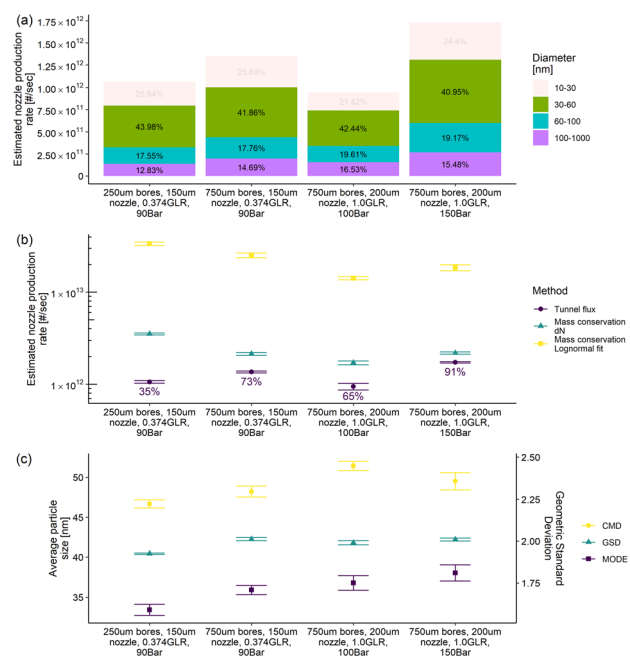 (a)
Estimated nozzle production
rate [#/sec]
1.75×10¹²
1.50×10¹²
1.25×10¹²
1.00×10¹²
7.50×10¹¹
5.00×10¹¹
2.50×10¹¹
0
25.64%
43.98%
17.55%
12.83%
25.69%
41.86%
17.76%
14.69%
21.42%
42.44%
19.61%
16.53%
24.4%
40.95%
19.17%
15.48%
250um bores, 150um
nozzle, 0.374GLR,
90Bar
750um bores, 150um
nozzle, 0.374GLR,
90Bar
750um bores, 200um
nozzle, 1.0GLR,
100Bar
750um bores, 200um
nozzle, 1.0GLR,
150Bar
Diameter
[nm]
10-30
30-60
60-100
100-1000
(b)
Estimated nozzle production
rate [#/sec]
1×10¹³
1×10¹²
35%
73%
65%
91%
250um bores, 150um
nozzle, 0.374GLR,
90Bar
750um bores, 150um
nozzle, 0.374GLR,
90Bar
750um bores, 200um
nozzle, 1.0GLR,
100Bar
750um bores, 200um
nozzle, 1.0GLR,
150Bar
Method
Tunnel flux
Mass conservation
dN
Mass conservation
Lognormal fit
(c)
Average particle
size [nm]
50
45
40
35
2.50
2.25
2.00
1.75
Geometric Standard
Deviation
250um bores, 150um
nozzle, 0.374GLR,
90Bar
750um bores, 150um
nozzle, 0.374GLR,
90Bar
750um bores, 200um
nozzle, 1.0GLR,
100Bar
750um bores, 200um
nozzle, 1.0GLR,
150Bar
CMD
GSD
MODE